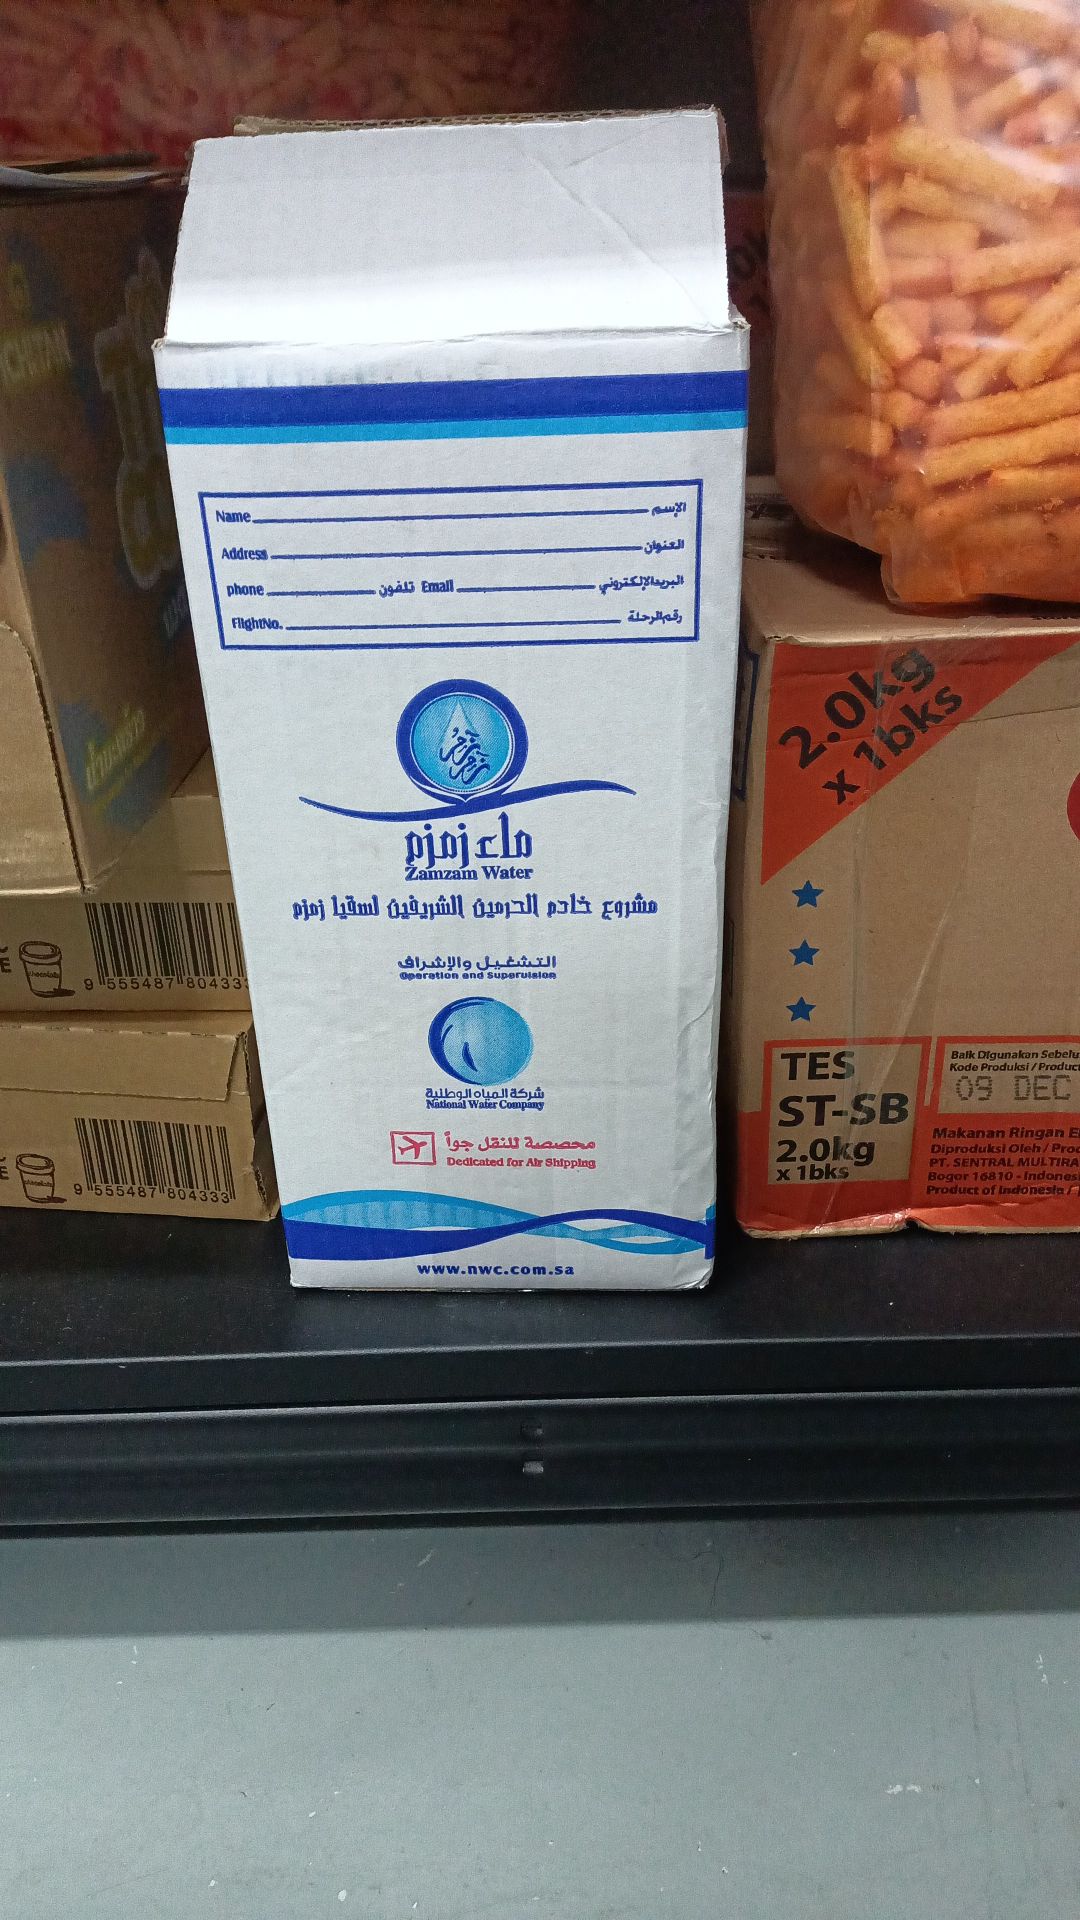 Name الإسم
Address العنوان
phone تلفون Email البريدالإلكتروني
FlightNo. رقم الرحلة
زمزم
ماء زمزم
Zamzam Water
مشروع خادم الحرمين الشريفين لسقيا زمزم
التشغيل والإشراف
Operation and Supervision
شركة المياه الوطنية
National Water Company
محصصة للنقل جواً
Dedicated for Air Shipping
www.nwc.com.sa
9 555487 80433
9 555487 804333
2.0kg
x 1bks
TES
ST-SB
2.0kg
x 1bks
Baik Digunakan Sebelu
Kode Produksi / Produc
09 DEC
Makanan Ringan E
Diproduksi Oleh / Pro
PT. SENTRAL MULTIRA
Bogor 16810 - Indones
Product of Indonesia /